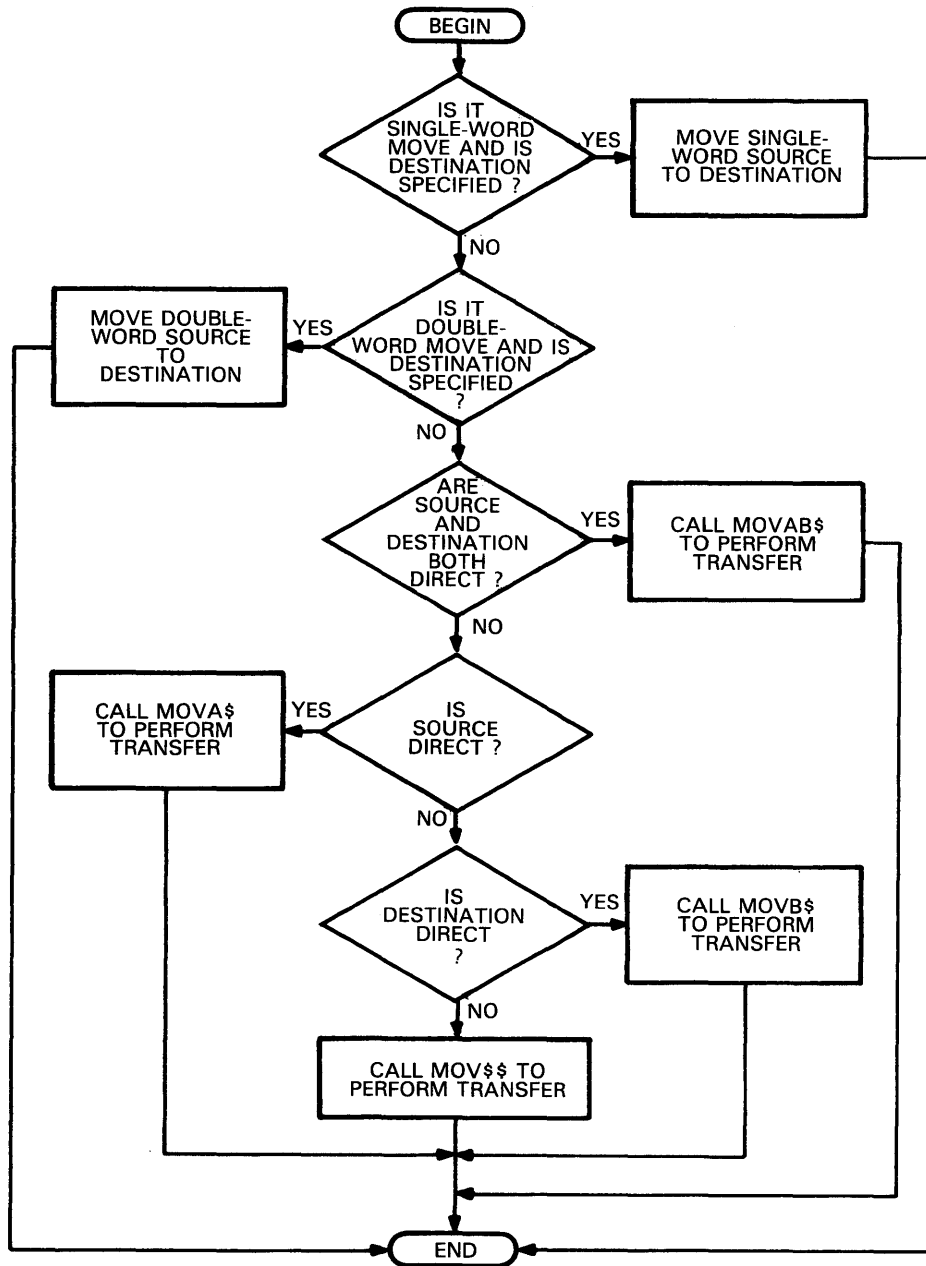 BEGIN
IS IT
SINGLE-WORD
MOVE AND IS
DESTINATION
SPECIFIED ?
YES
MOVE SINGLE-
WORD SOURCE
TO DESTINATION
NO
IS IT
DOUBLE-
WORD MOVE AND IS
DESTINATION
SPECIFIED
?
YES
MOVE DOUBLE-
WORD SOURCE
TO
DESTINATION
NO
ARE
SOURCE
AND
DESTINATION
BOTH
DIRECT ?
YES
CALL MOVAB$
TO PERFORM
TRANSFER
NO
IS
SOURCE
DIRECT ?
YES
CALL MOVA$
TO PERFORM
TRANSFER
NO
IS
DESTINATION
DIRECT
?
YES
CALL MOVB$
TO PERFORM
TRANSFER
NO
CALL MOV$$ TO
PERFORM TRANSFER
END